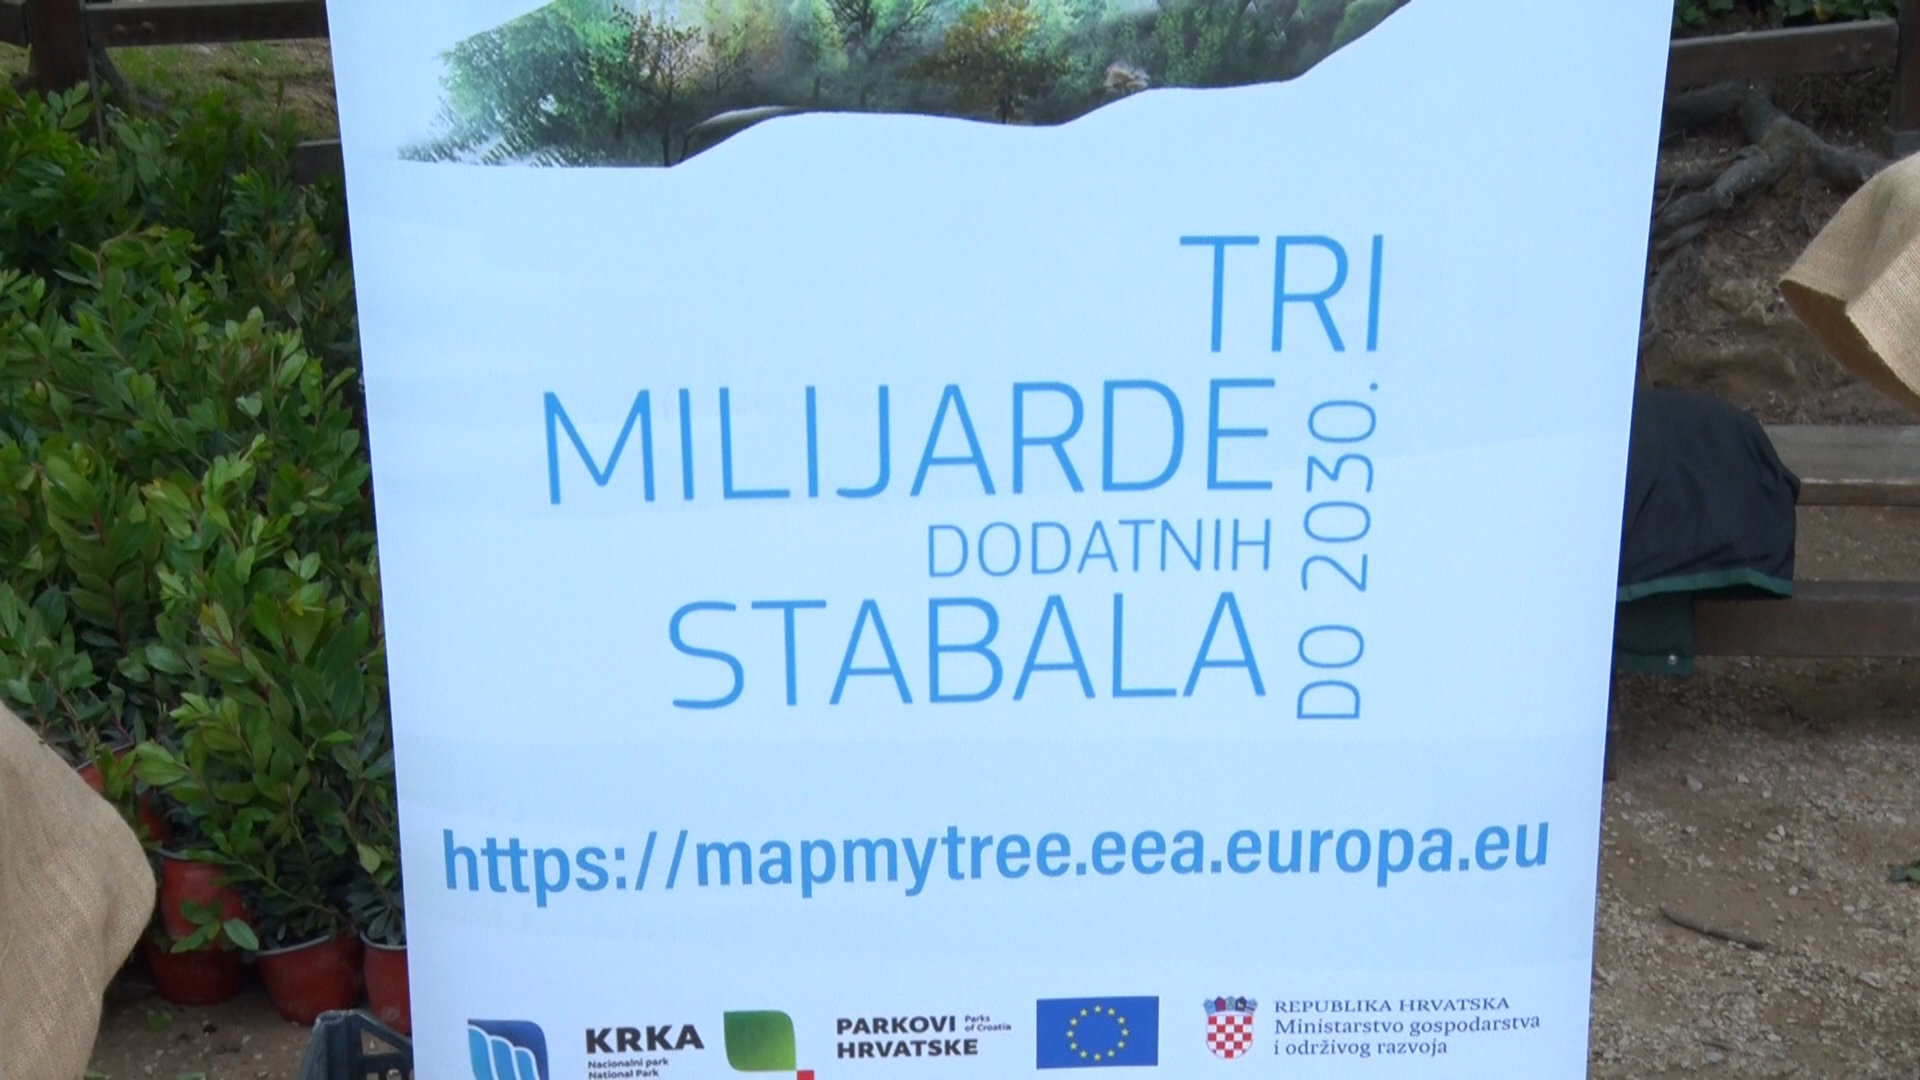 TRI
MILIJARDE
DODATNIH
STABALA
DO 2030.
https://mapmytree.eea.europa.eu
KRKA
Nacionalni park
National Park
PARKOVI
HRVATSKE
Parks
of Croatia
REPUBLIKA HRVATSKA
Ministarstvo gospodarstva
i održivog razvoja